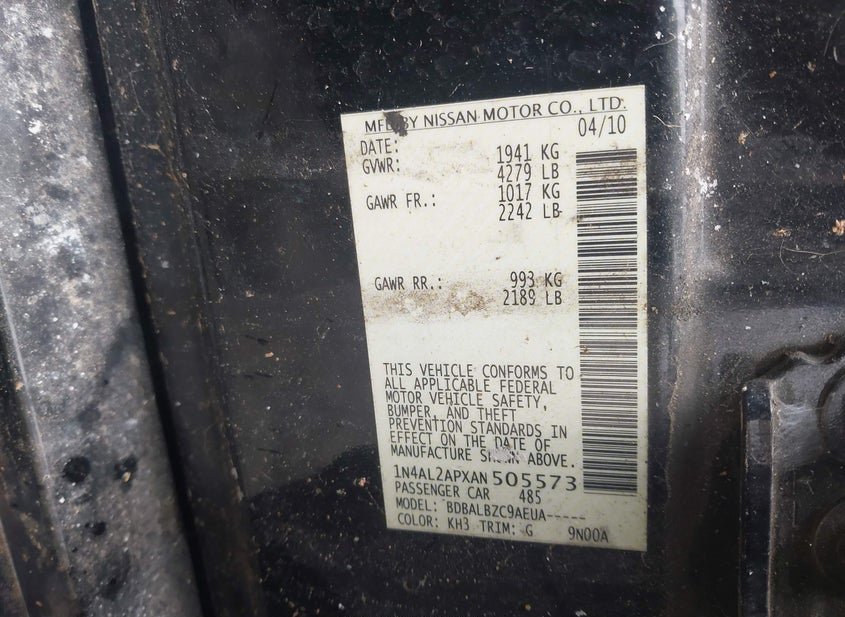 MFD BY NISSAN MOTOR CO., LTD.
DATE: 04/10
GVWR: 1941 KG
4279 LB
GAWR FR.: 1017 KG
2242 LB
GAWR RR.: 993 KG
2189 LB
THIS VEHICLE CONFORMS TO
ALL APPLICABLE FEDERAL
MOTOR VEHICLE SAFETY,
BUMPER, AND THEFT
PREVENTION STANDARDS IN
EFFECT ON THE DATE OF
MANUFACTURE SHOWN ABOVE.
1N4AL2APXAN505573
PASSENGER CAR 485
MODEL: BDBALBZC9AEUA-----
COLOR: KH3 TRIM: G 9N00A